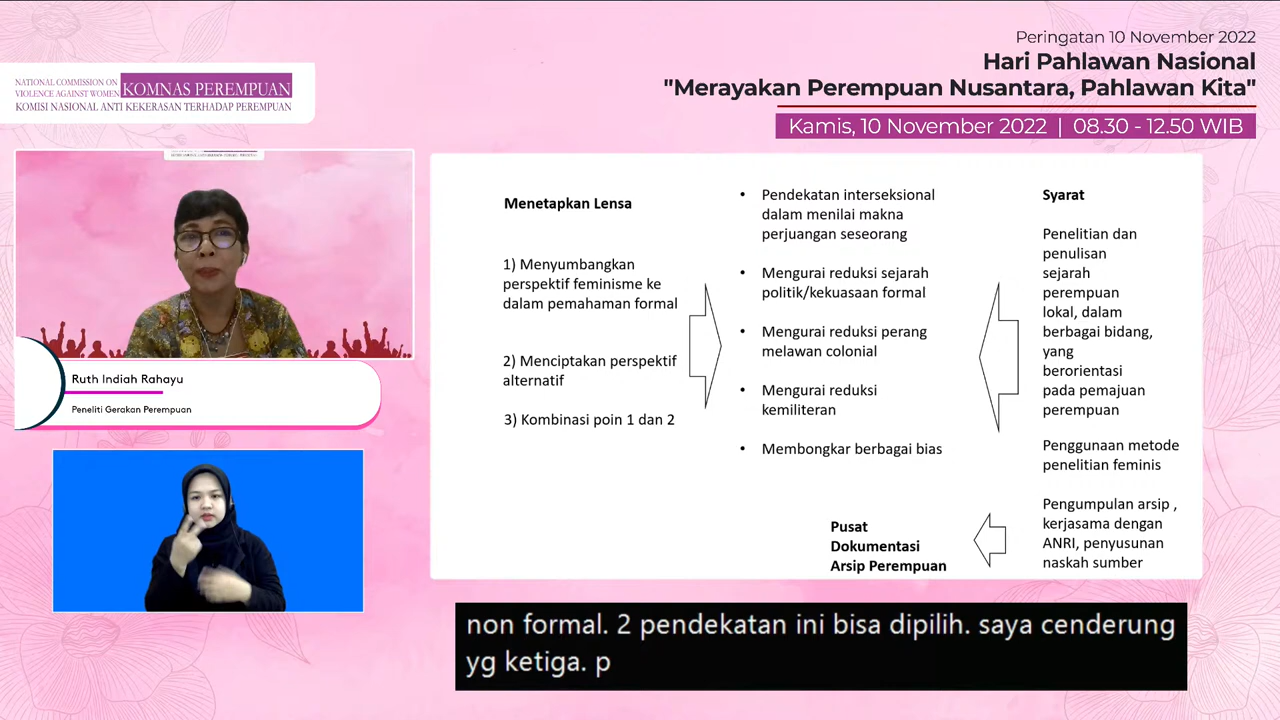 Peringatan 10 November 2022
Hari Pahlawan Nasional
"Merayakan Perempuan Nusantara, Pahlawan Kita"
Kamis, 10 November 2022 | 08.30 - 12.50 WIB
NATIONAL COMMISSION ON
VIOLENCE AGAINST WOMEN
KOMNAS PEREMPUAN
KOMISI NASIONAL ANTI KEKERASAN TERHADAP PEREMPUAN
Ruth Indiah Rahayu
Peneliti Gerakan Perempuan
Menetapkan Lensa
1) Menyumbangkan
perspektif feminisme ke
dalam pemahaman formal
2) Menciptakan perspektif
alternatif
3) Kombinasi poin 1 dan 2
• Pendekatan interseksional
dalam menilai makna
perjuangan seseorang
• Mengurai reduksi sejarah
politik/kekuasaan formal
• Mengurai reduksi perang
melawan colonial
• Mengurai reduksi
kemiliteran
• Membongkar berbagai bias
Syarat
Penelitian dan
penulisan
sejarah
perempuan
lokal, dalam
berbagai bidang,
yang
berorientasi
pada pemajuan
perempuan
Penggunaan metode
penelitian feminis
Pengumpulan arsip ,
kerjasama dengan
ANRI, penyusunan
naskah sumber
Pusat
Dokumentasi
Arsip Perempuan
non formal. 2 pendekatan ini bisa dipilih. saya cenderung
yg ketiga. p